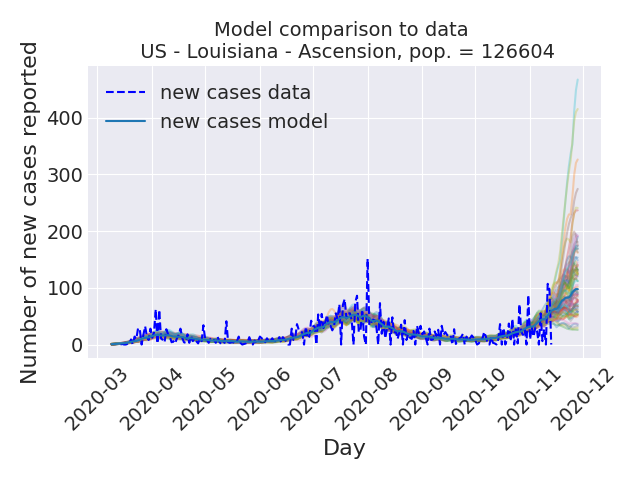 Model comparison to data
US - Louisiana - Ascension, pop. = 126604
new cases data
new cases model
Number of new cases reported
400
300
200
100
0
2020-03
2020-04
2020-05
2020-06
2020-07
2020-08
2020-09
2020-10
2020-11
2020-12
Day